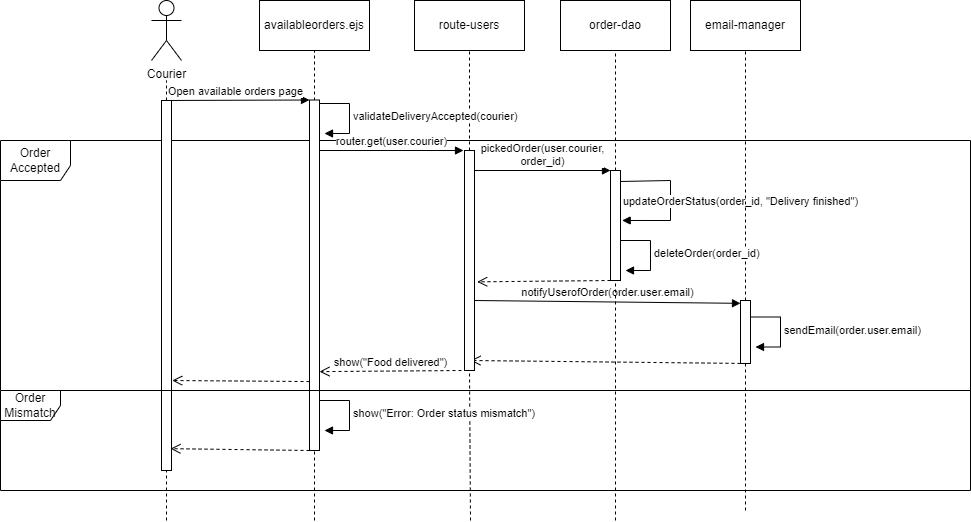 availableorders.ejs
route-users
order-dao
email-manager
Courier
Open available orders page
validateDeliveryAccepted(courier)
Order
Accepted
router.get(user.courier)
pickedOrder(user.courier,
order_id)
updateOrderStatus(order_id, "Delivery finished")
deleteOrder(order_id)
notifyUserofOrder(order.user.email)
sendEmail(order.user.email)
show("Food delivered")
Order
Mismatch
show("Error: Order status mismatch")